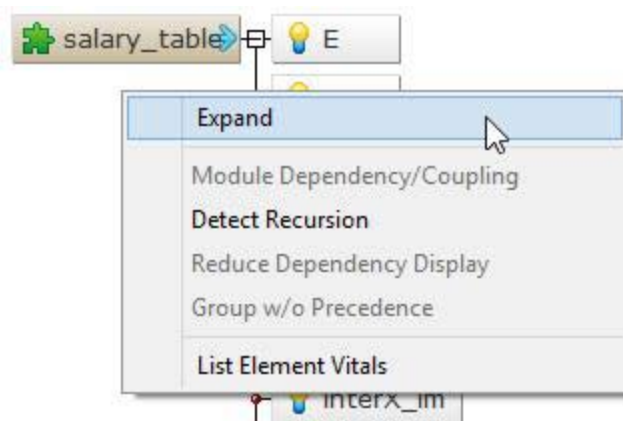 salary_table
E
Expand
Module Dependency/Coupling
Detect Recursion
Reduce Dependency Display
Group w/o Precedence
List Element Vitals
interX_im